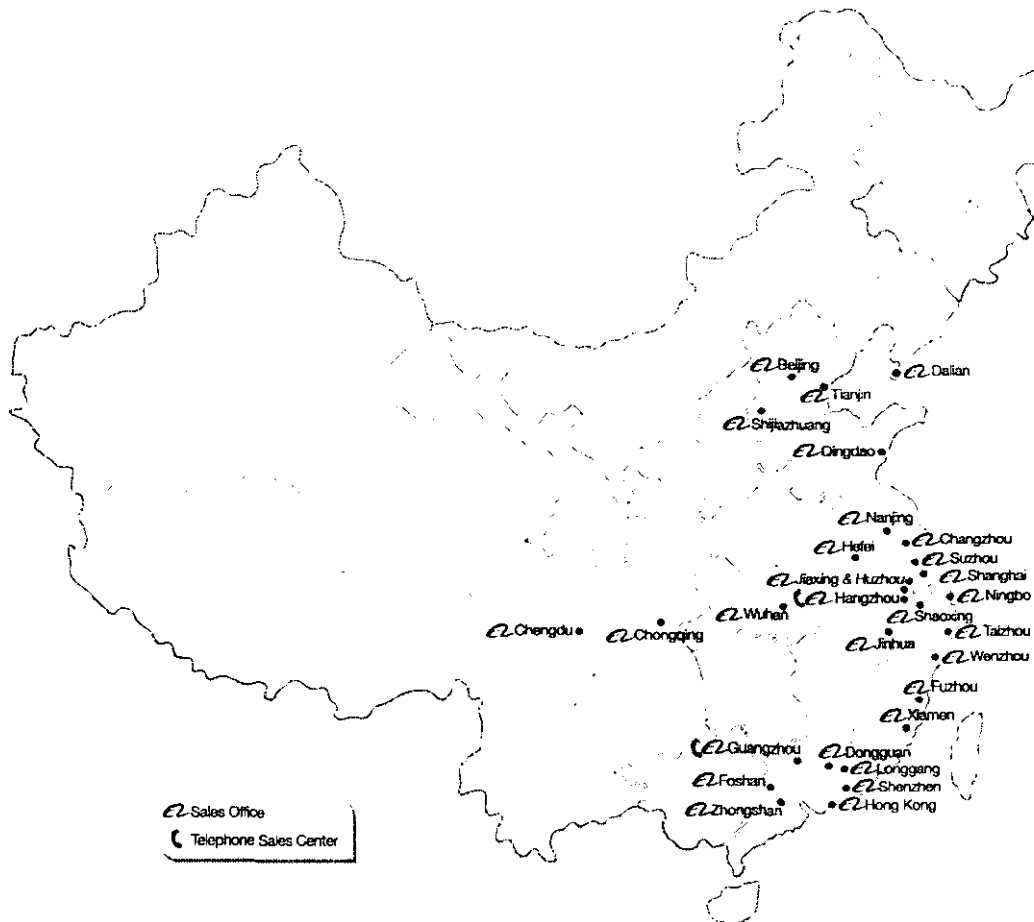 Beijing
Dalian
Tianjin
Shijiazhuang
Qingdao
Nanjing
Changzhou
Hefei
Suzhou
Shanghai
Jiaxing & Huzhou
Hangzhou
Ningbo
Wuhan
Shaoxing
Chengdu
Chongqing
Taizhou
Jinhua
Wenzhou
Fuzhou
Xiamen
Guangzhou
Dongguan
Longgang
Foshan
Shenzhen
Zhongshan
Hong Kong
Sales Office
Telephone Sales Center